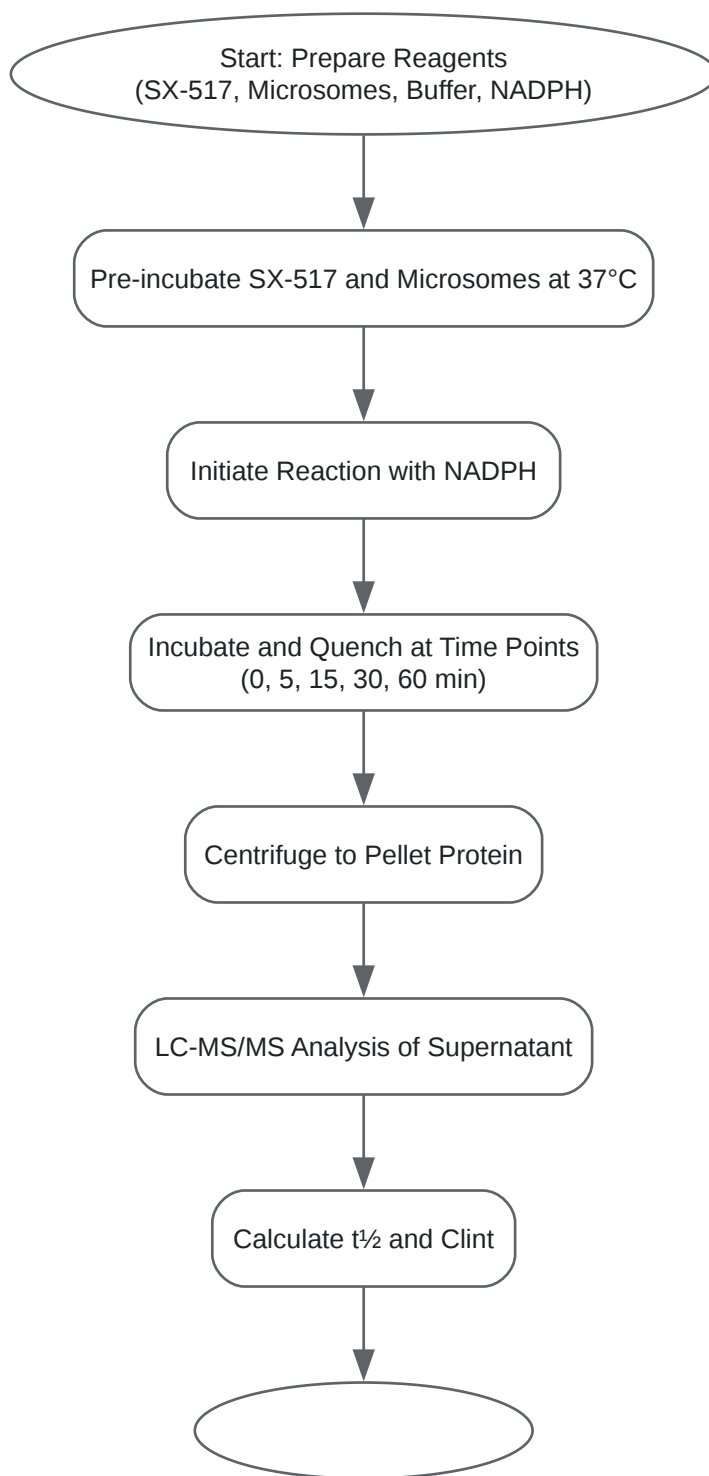 Start: Prepare Reagents
(SX-517, Microsomes, Buffer, NADPH)
Pre-incubate SX-517 and Microsomes at 37°C
Initiate Reaction with NADPH
Incubate and Quench at Time Points
(0, 5, 15, 30, 60 min)
Centrifuge to Pellet Protein
LC-MS/MS Analysis of Supernatant
Calculate t½ and Clint